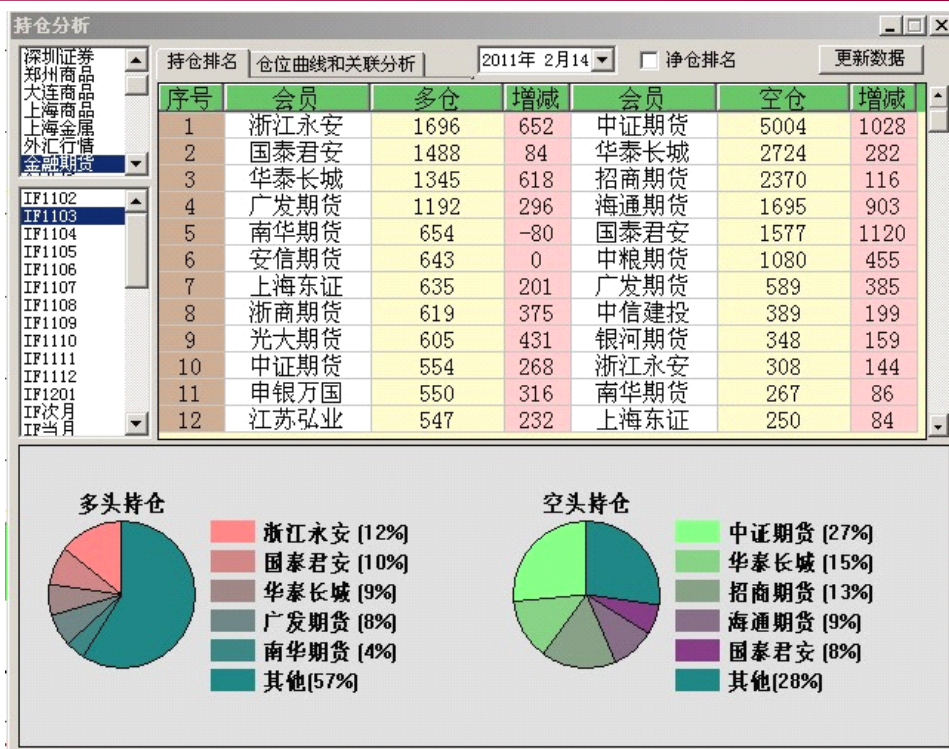 持仓分析
深圳证券
郑州商品
大连商品
上海商品
上海金属
外汇行情
金融期货
持仓排名 仓位曲线和关联分析 2011年 2月14 净仓排名 更新数据
序号 会员 多仓 增减 会员 空仓 增减
1 浙江永安 1696 652 中证期货 5004 1028
2 国泰君安 1488 84 华泰长城 2724 282
3 华泰长城 1345 618 招商期货 2370 116
4 广发期货 1192 296 海通期货 1695 903
5 南华期货 654 -80 国泰君安 1577 1120
6 安信期货 643 0 中粮期货 1080 455
7 上海东证 635 201 广发期货 589 385
8 浙商期货 619 375 中信建投 389 199
9 光大期货 605 431 银河期货 348 159
10 中证期货 554 268 浙江永安 308 144
11 申银万国 550 316 南华期货 267 86
12 江苏弘业 547 232 上海东证 250 84
IF1102
IF1103
IF1104
IF1105
IF1106
IF1107
IF1108
IF1109
IF1110
IF1111
IF1112
IF1201
IF次月
IF当月
多头持仓
浙江永安 (12%)
国泰君安 (10%)
华泰长城 (9%)
广发期货 (8%)
南华期货 (4%)
其他(57%)
空头持仓
中证期货 (27%)
华泰长城 (15%)
招商期货 (13%)
海通期货 (9%)
国泰君安 (8%)
其他(28%)